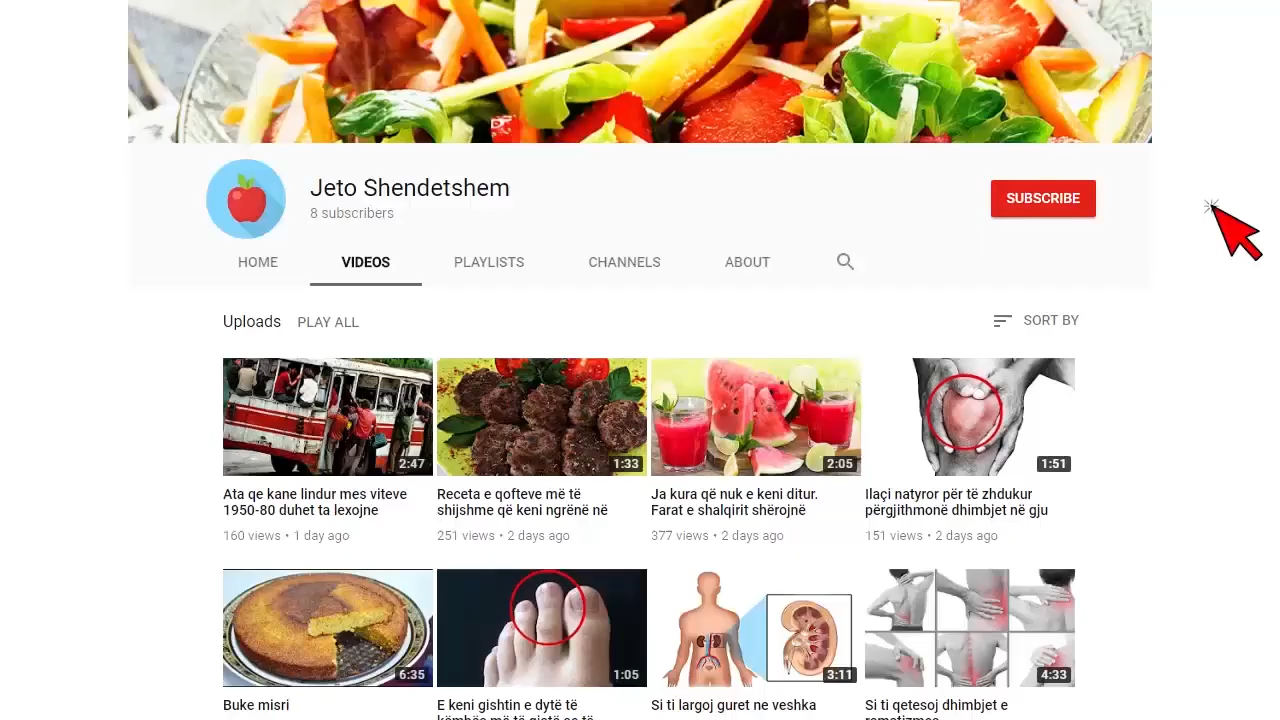 Jeto Shendetshem
8 subscribers
SUBSCRIBE
HOME
VIDEOS
PLAYLISTS
CHANNELS
ABOUT
Uploads
PLAY ALL
SORT BY
2:47
1:33
2:05
1:51
Ata qe kane lindur mes viteve
1950-80 duhet ta lexojne
160 views • 1 day ago
Receta e qofteve më të
shijshme që keni ngrënë në
251 views • 2 days ago
Ja kura që nuk e keni ditur.
Farat e shalqirit shërojnë
377 views • 2 days ago
Ilaçi natyror për të zhdukur
përgjithmonë dhimbjet në gju
151 views • 2 days ago
6:35
1:05
3:11
4:33
Buke misri
E keni gishtin e dytë të
Si ti largoj guret ne veshka
Si ti qetesoj dhimbjet e